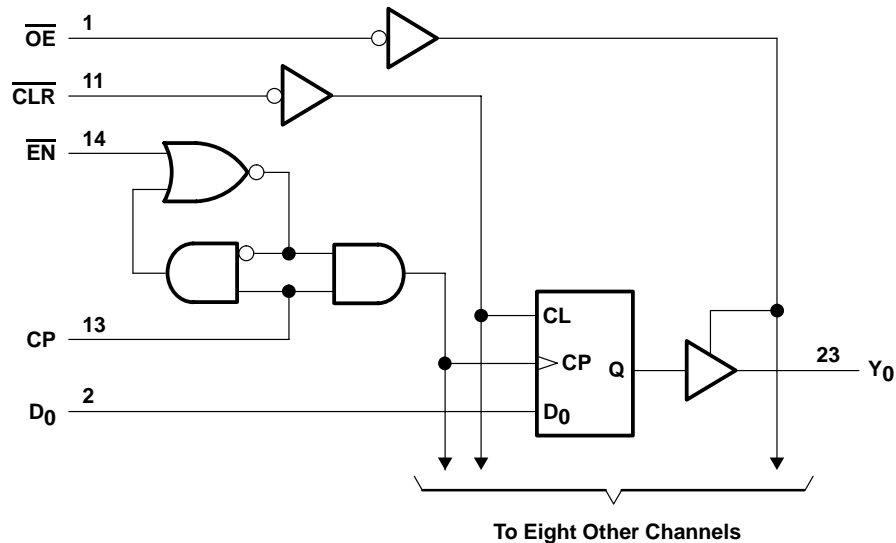 OE 1
CLR 11
EN 14
CP 13
D0 2
CL
CP
Q
D0
23 Y0
To Eight Other Channels